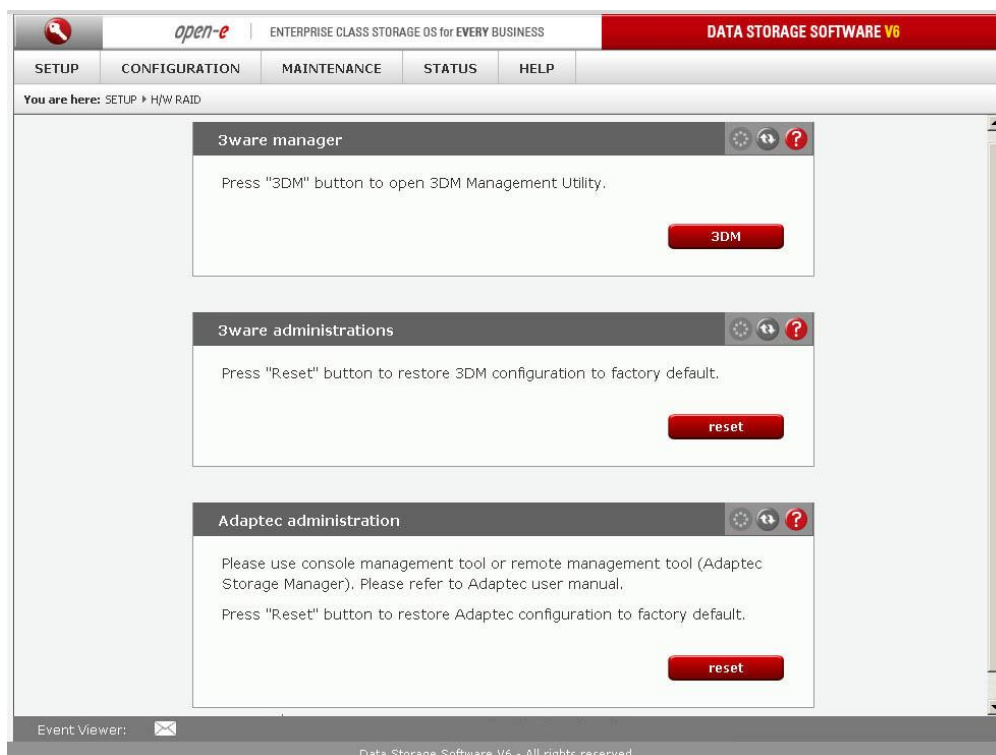 open-e ENTERPRISE CLASS STORAGE OS for EVERY BUSINESS DATA STORAGE SOFTWARE V6
SETUP CONFIGURATION MAINTENANCE STATUS HELP
You are here: SETUP H/W RAID
3ware manager ?
Press "3DM" button to open 3DM Management Utility.
3DM
3ware administrations ?
Press "Reset" button to restore 3DM configuration to factory default.
reset
Adaptec administration ?
Please use console management tool or remote management tool (Adaptec
Storage Manager). Please refer to Adaptec user manual.
Press "Reset" button to restore Adaptec configuration to factory default.
reset
Event Viewer:
Data Storage Software V6 - All rights reserved